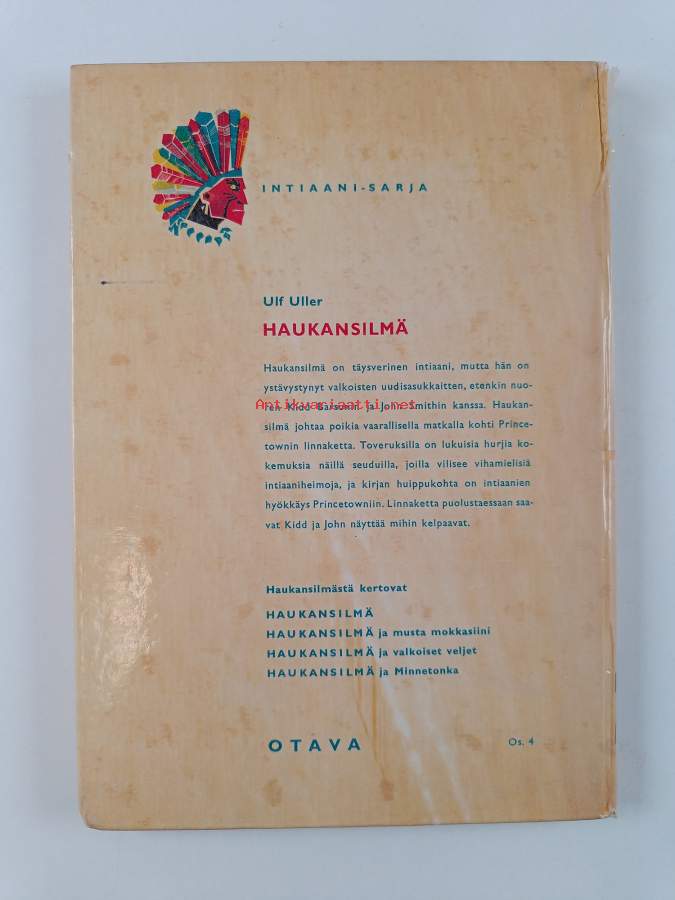 INTIAANI-SARJA
Ulf Uller
HAUKANSILMÄ
Haukansilmä on täysverinen intiaani, mutta hän on
ystävystynyt valkoisten uudisasukkaitten, etenkin nuo-
ren Kidd Carsonin ja John Smithin kanssa. Haukan-
Antikvariaatti.net
silmä johtaa poikia vaarallisella matkalla kohti Prince-
townin linnaketta. Toveruksilla on lukuisia hurjia ko-
kemuksia näillä seuduilla, joilla vilisee vihamielisiä
intiaaniheimoja, ja kirjan huippukohta on intiaanien
hyökkäys Princetowniin. Linnaketta puolustaessaan saa-
vat Kidd ja John näyttää mihin kelpaavat.
Haukansilmästä kertovat
HAUKANSILMÄ
HAUKANSILMÄ ja musta mokkasiini
HAUKANSILMÄ ja valkoiset veljet
HAUKANSILMÄ ja Minnetonka
OTAVA
Os. 4